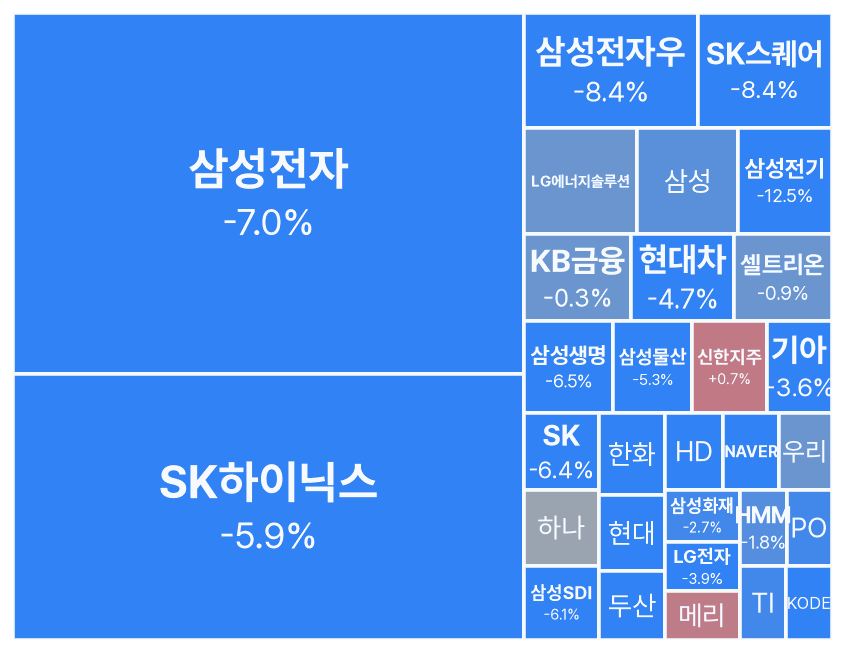 삼성전자
-7.0%
SK하이닉스
-5.9%
삼성전자우
-8.4%
SK스퀘어
-8.4%
LG에너지솔루션
삼성
삼성전기
-12.5%
KB금융
-0.3%
현대차
-4.7%
셀트리온
-0.9%
삼성생명
-6.5%
삼성물산
-5.3%
신한지주
+0.7%
기아
-3.6%
SK
-6.4%
한화
HD
NAVER
우리
하나
현대
삼성화재
-2.7%
HMM
-1.8%
PO
LG전자
-3.9%
삼성SDI
-6.1%
두산
메리
TI
KODE